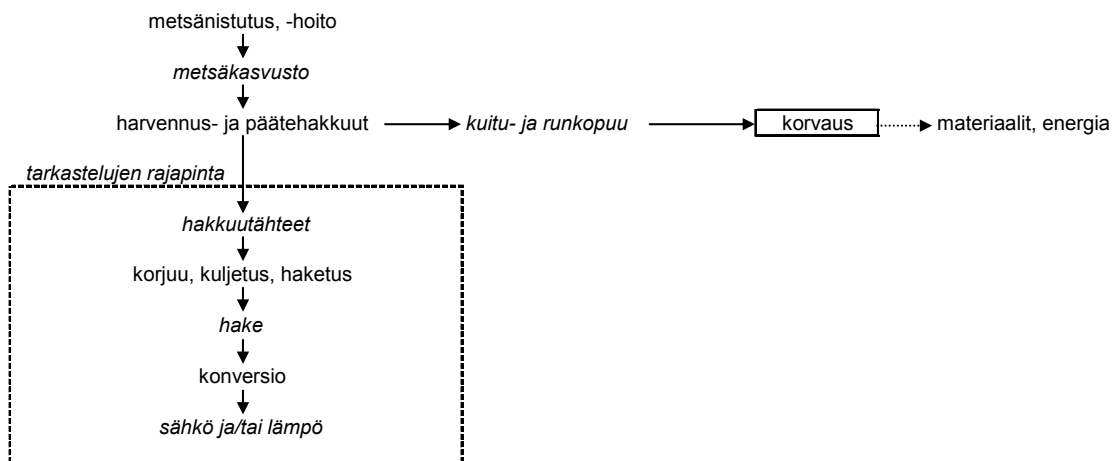 metsänistutus, -hoito
metsäkasvusto
harvennus- ja päätehakkuut
kuitu- ja runkopuu
korvaus
materiaalit, energia
tarkastelujen rajapinta
hakkuutähteet
korjuu, kuljetus, haketus
hake
konversio
sähkö ja/tai lämpö